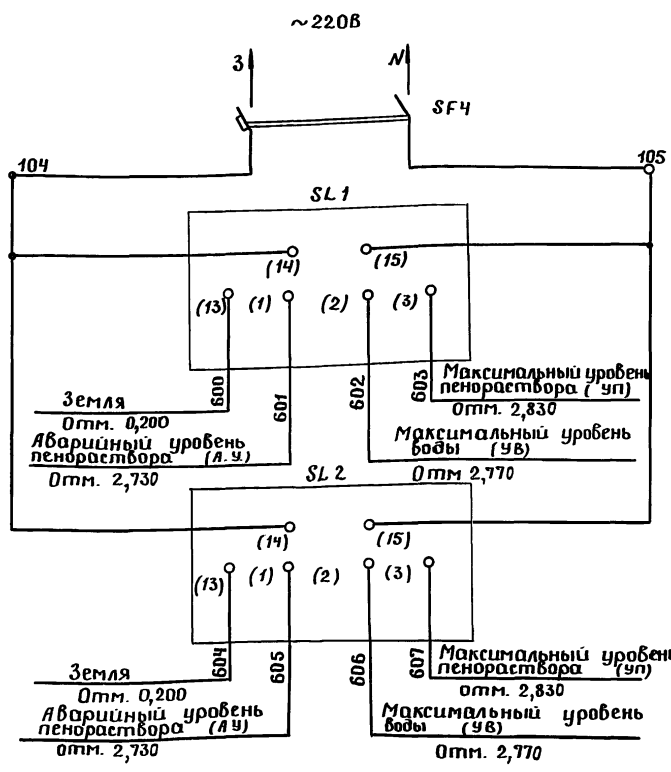 ~220В
З
N
SF4
104
105
SL1
(14)
(15)
(13)
(1)
(2)
(3)
600
601
602
603
Земля
Отм. 0,200
Аварийный уровень
пенораствора (А.У.)
Отм. 2,730
Максимальный уровень
пенораствора (УП)
Отм. 2,830
Максимальный уровень
воды (УВ)
Отм 2,770
SL2
(14)
(15)
(13)
(1)
(2)
(3)
604
605
606
607
Земля
Отм. 0,200
Аварийный уровень
пенораствора (АУ)
Отм. 2,730
Максимальный уровень
пенораствора (УП)
Отм. 2,830
Максимальный уровень
воды (УВ)
Отм. 2,770